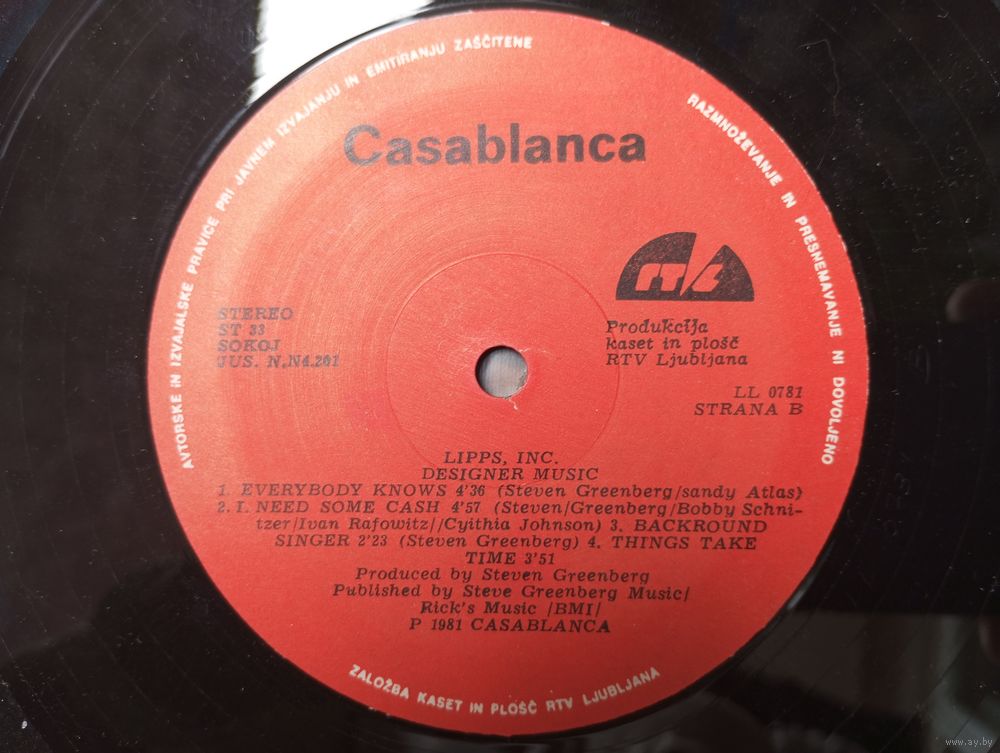 AVTORSKE IN IZVAJALSKE PRAVICE PRI JAVNEM IZVAJANJU IN EMITIRANJU ZAŠČITENE
RAZMNOŽEVANJE IN PRESNEMAVANJE NI DOVOLJENO
Casablanca
RTL
STEREO
ST 33
SOKOJ
JUS. N.N4.201
Produkcija
kaset in plošč
RTV Ljubljana
LL 0781
STRANA B
LIPPS, INC.
DESIGNER MUSIC
1. EVERYBODY KNOWS 4'36 (Steven Greenberg/sandy Atlas)
2. I. NEED SOME CASH 4'57 (Steven/Greenberg/Bobby Schni-
tzer/Ivan Rafowitz//Cyithia Johnson) 3. BACKROUND
SINGER 2'23 (Steven Greenberg) 4. THINGS TAKE
TIME 3'51
Produced by Steven Greenberg
Published by Steve Greenberg Music/
Rick's Music /BMI/
P 1981 CASABLANCA
ZALOŽBA KASET IN PLOŠČ RTV LJUBLJANA
www.ay.by